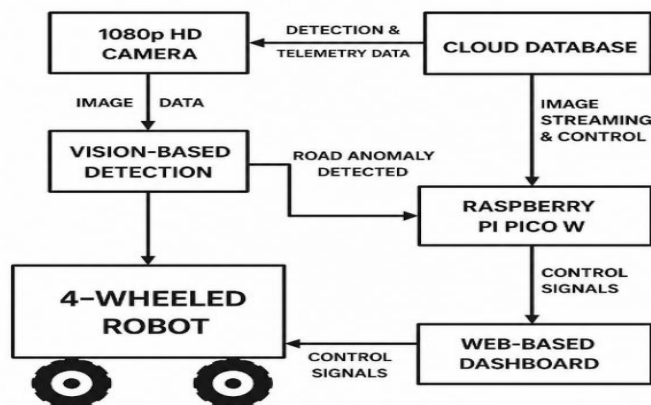 1080p HD
CAMERA
DETECTION &
TELEMETRY DATA
CLOUD DATABASE
IMAGE DATA
IMAGE
STREAMING
& CONTROL
VISION-BASED
DETECTION
ROAD ANOMALY
DETECTED
RASPBERRY
PI PICO W
CONTROL
SIGNALS
4-WHEELED
ROBOT
CONTROL
SIGNALS
WEB-BASED
DASHBOARD